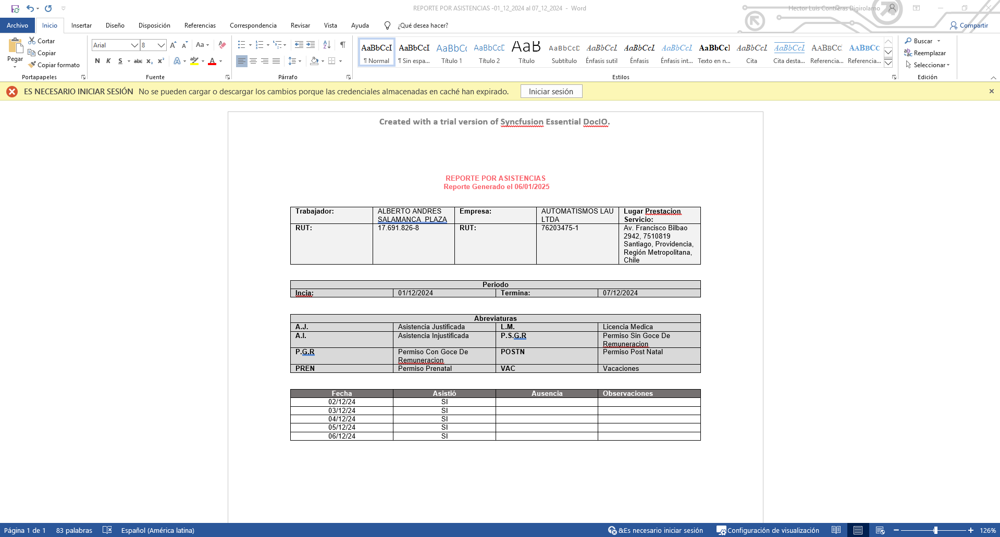 REPORTE POR ASISTENCIAS -01_12_2024 al 07_12_2024 - Word
Hector Luis Contreras Digirolamo
Archivo Inicio Insertar Diseño Disposición Referencias Correspondencia Revisar Vista Ayuda ¿Qué desea hacer? Compartir
Pegar
Cortar
Copiar
Copiar formato
Portapapeles
Arial 8
Aa
N K S abc x₂ x²
Fuente
Párrafo
AaBbCcI AaBbCcI AaBbCc AaBbCcD AaB AaBbCcD AaBbCcL AaBbCcL AaBbCcL AaBbCcI AaBbCcL AaBbCcL AaBbCc AaBbCc
¶ Normal ¶ Sin espa... Título 1 Título 2 Título Subtítulo Énfasis sutil Énfasis Énfasis int... Texto en n... Cita Cita desta... Referencia... Referencia...
Estilos
Buscar
Reemplazar
Seleccionar
Edición
ES NECESARIO INICIAR SESIÓN No se pueden cargar o descargar los cambios porque las credenciales almacenadas en caché han expirado. Iniciar sesión
Created with a trial version of Syncfusion Essential DocIO.
REPORTE POR ASISTENCIAS
Reporte Generado el 06/01/2025
Trabajador: ALBERTO ANDRES SALAMANCA PLAZA Empresa: AUTOMATISMOS LAU LTDA Lugar Prestacion Servicio:
RUT: 17.691.826-8 RUT: 76203475-1 Av. Francisco Bilbao 2942, 7510819 Santiago, Providencia, Región Metropolitana, Chile
Periodo
Incia: 01/12/2024 Termina: 07/12/2024
Abreviaturas
A.J. Asistencia Justificada L.M. Licencia Medica
A.I. Asistencia Injustificada P.S.G.R Permiso Sin Goce De Remuneracion
P.G.R Permiso Con Goce De Remuneracion POSTN Permiso Post Natal
PREN Permiso Prenatal VAC Vacaciones
Fecha Asistió Ausencia Observaciones
02/12/24 SI
03/12/24 SI
04/12/24 SI
05/12/24 SI
06/12/24 SI
Página 1 de 1 83 palabras Español (América latina) &Es necesario iniciar sesión Configuración de visualización 126%